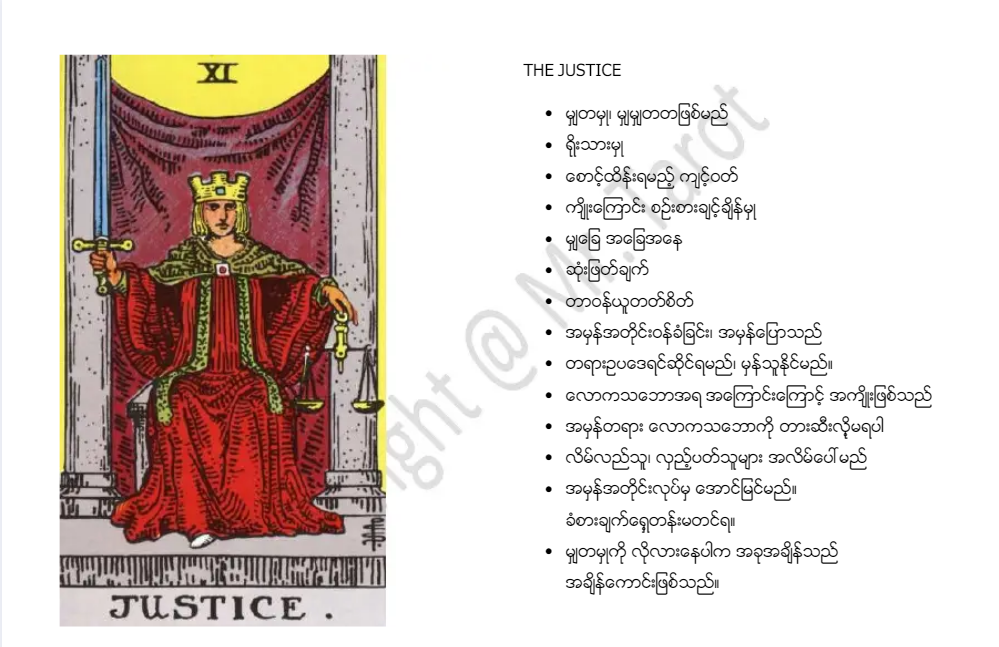 XI
JUSTICE .
THE JUSTICE
• မျှတမှု၊ မျှမျှတတဖြစ်မည်
• ရိုးသားမှု
• စောင့်ထိန်းရမည့် ကျင့်ဝတ်
• ကျိုးကြောင်း စဉ်းစားချင့်ချိန်မှု
• မျှခြေ အခြေအနေ
• ဆုံးဖြတ်ချက်
• တာဝန်ယူတတ်စိတ်
• အမှန်အတိုင်းဝန်ခံခြင်း၊ အမှန်ပြောသည်
• တရားဥပဒေရင်ဆိုင်ရမည်၊ မှန်သူနိုင်မည်။
• လောကသဘောအရ အကြောင်းကြောင့် အကျိုးဖြစ်သည်
• အမှန်တရား လောကသဘောကို တားဆီးလို့မရပါ
• လိမ်လည်သူ၊ လှည့်ပတ်သူများ အလိမ်ပေါ်မည်
• အမှန်အတိုင်းလုပ်မှ အောင်မြင်မည်။
ခံစားချက်ရှေ့တန်းမတင်ရ။
• မျှတမှုကို လိုလားနေပါက အခုအချိန်သည်
အချိန်ကောင်းဖြစ်သည်။
ight @ Mr. Tarot